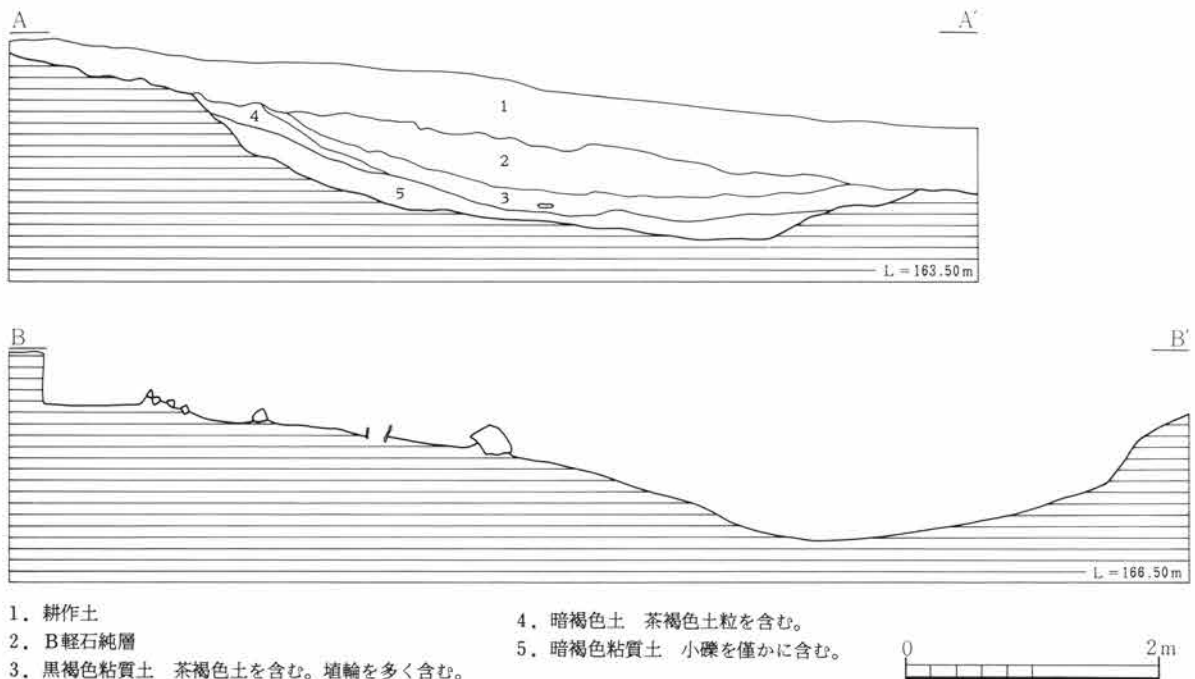 A A′
1
4
2
5 3
L＝163.50m
B B′
L＝166.50m
1．耕作土
2．B軽石純層
3．黒褐色粘質土　茶褐色土を含む。埴輪を多く含む。
4．暗褐色土　茶褐色土粒を含む。
5．暗褐色粘質土　小礫を僅かに含む。
0 2m